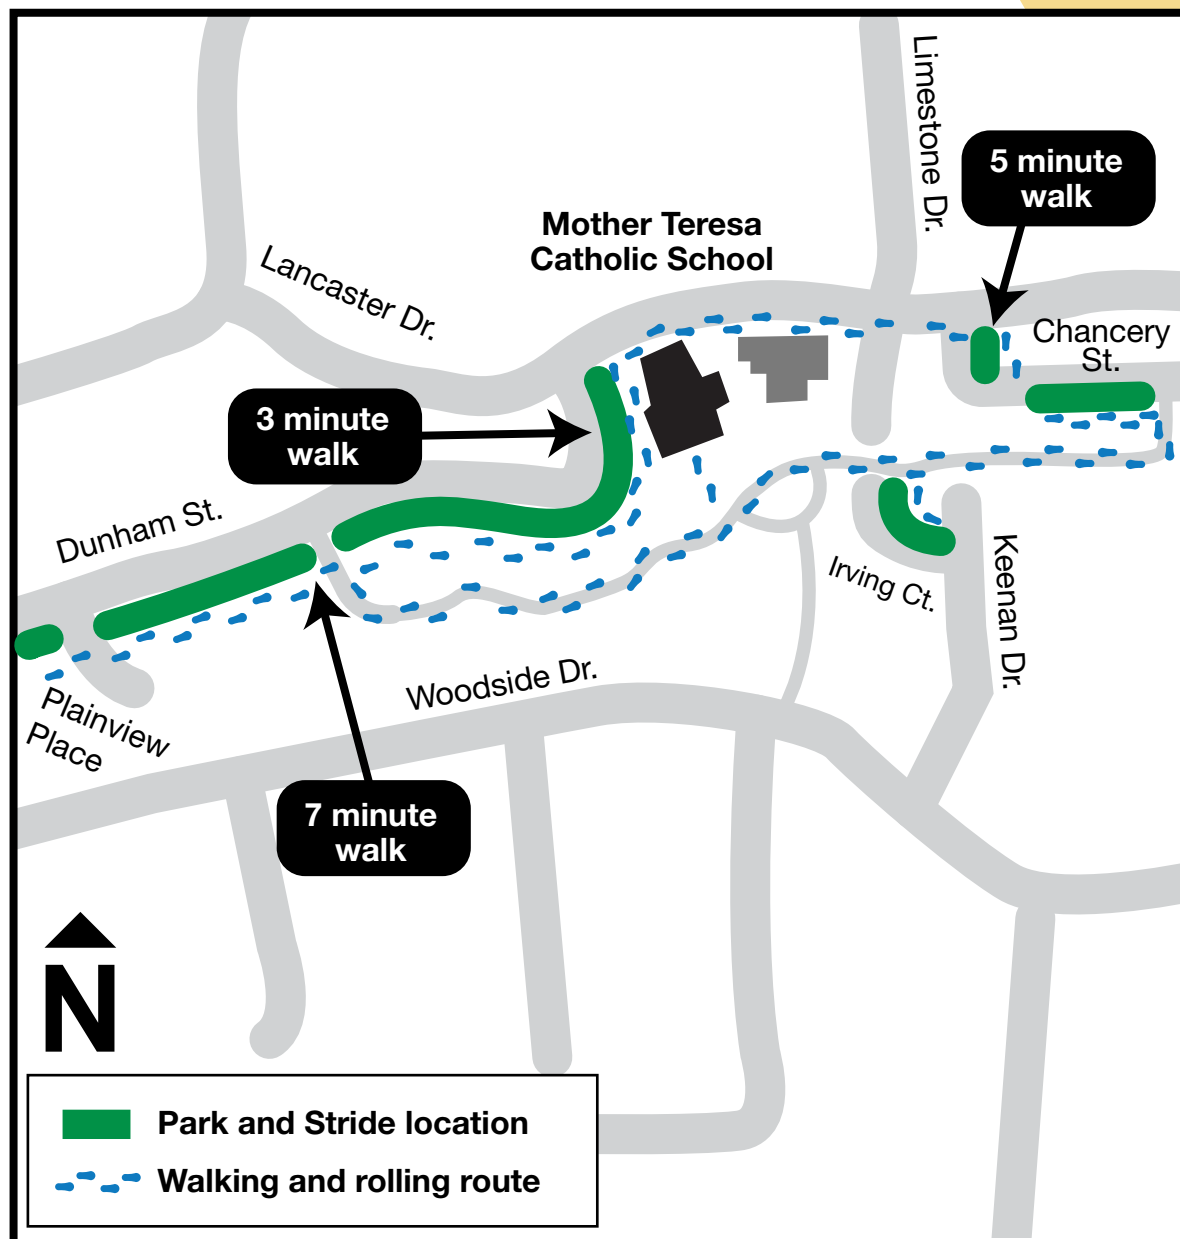 Limestone Dr.
5 minute
walk
Mother Teresa
Catholic School
Lancaster Dr.
Chancery
St.
3 minute
walk
Dunham St.
Irving Ct.
Keenan Dr.
Woodside Dr.
Plainview
Place
7 minute
walk
N
Park and Stride location
Walking and rolling route